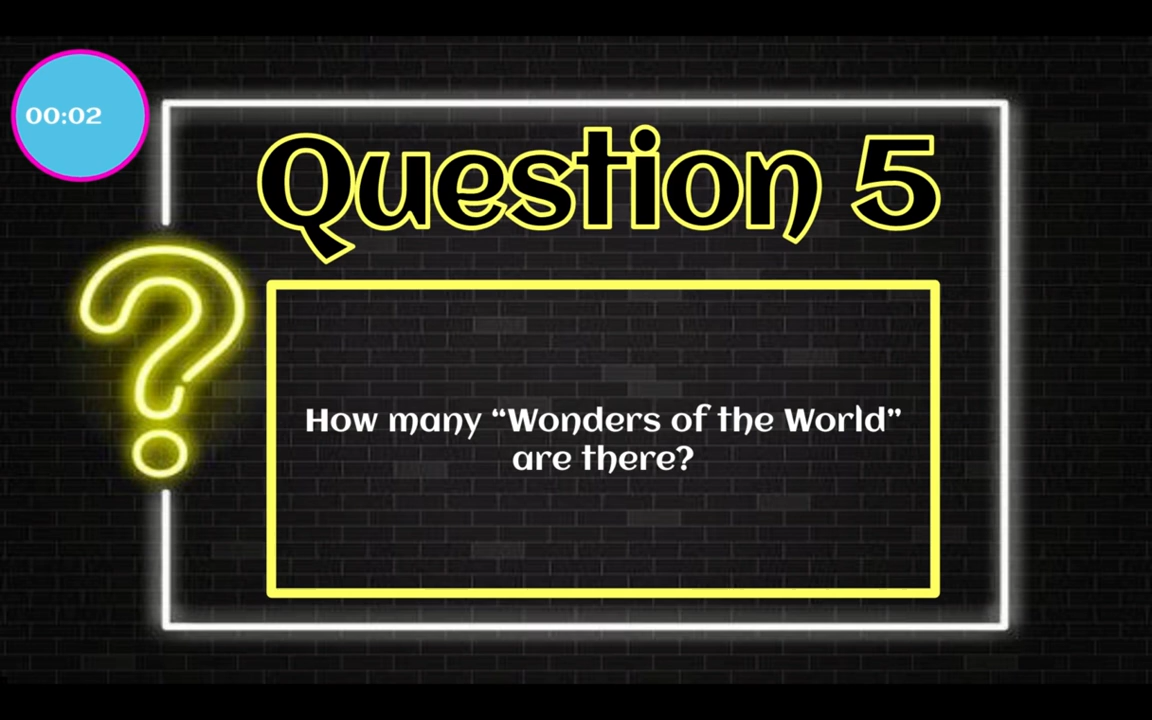 00:02
Question 5
How many “Wonders of the World”
are there?